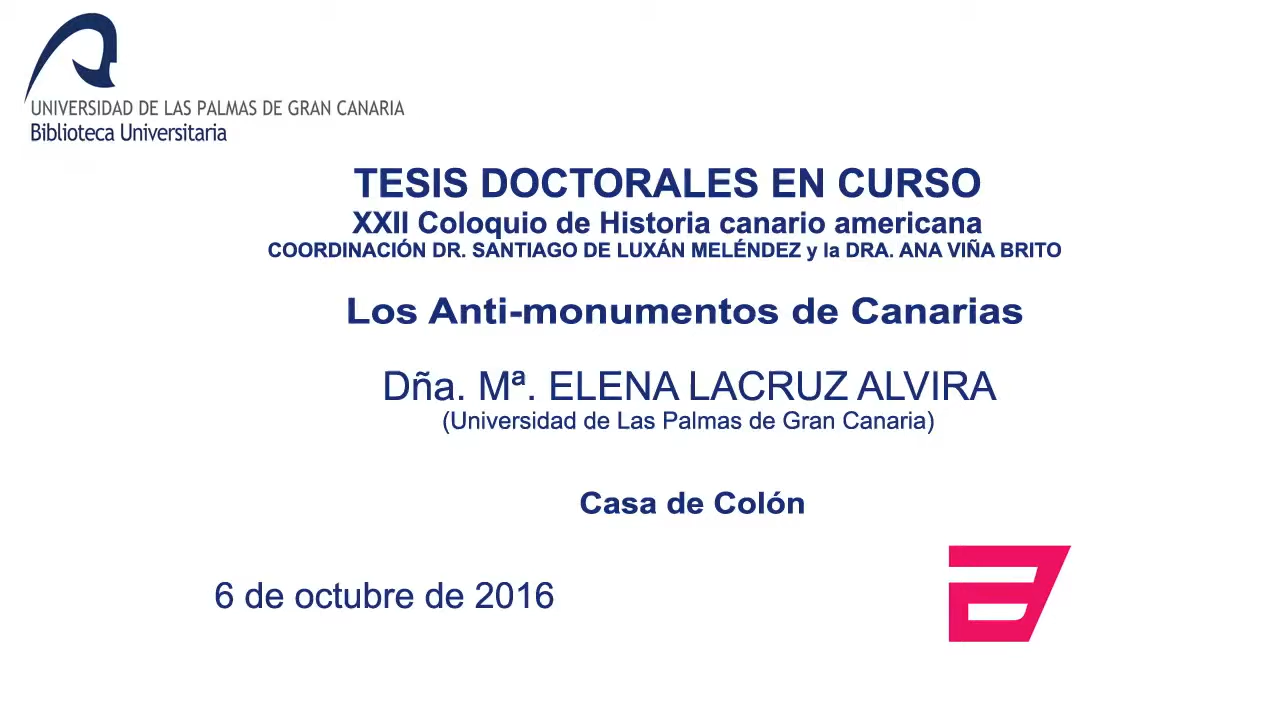 UNIVERSIDAD DE LAS PALMAS DE GRAN CANARIA
Biblioteca Universitaria
TESIS DOCTORALES EN CURSO
XXII Coloquio de Historia canario americana
COORDINACIÓN DR. SANTIAGO DE LUXÁN MELÉNDEZ y la DRA. ANA VIÑA BRITO
Los Anti-monumentos de Canarias
Dña. Mª. ELENA LACRUZ ALVIRA
(Universidad de Las Palmas de Gran Canaria)
Casa de Colón
6 de octubre de 2016